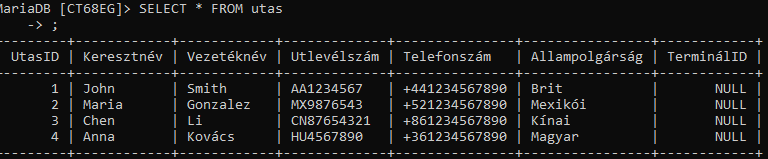 MariaDB [CT68EG]> SELECT * FROM utas
-> ;
UtasID | Keresztnév | Vezetéknév | Utlevélszám | Telefonszám | Allampolgárság | TerminálID |
1 | John | Smith | AA1234567 | +441234567890 | Brit | NULL |
2 | Maria | Gonzalez | MX9876543 | +521234567890 | Mexikói | NULL |
3 | Chen | Li | CN87654321 | +861234567890 | Kínai | NULL |
4 | Anna | Kovács | HU4567890 | +361234567890 | Magyar | NULL |